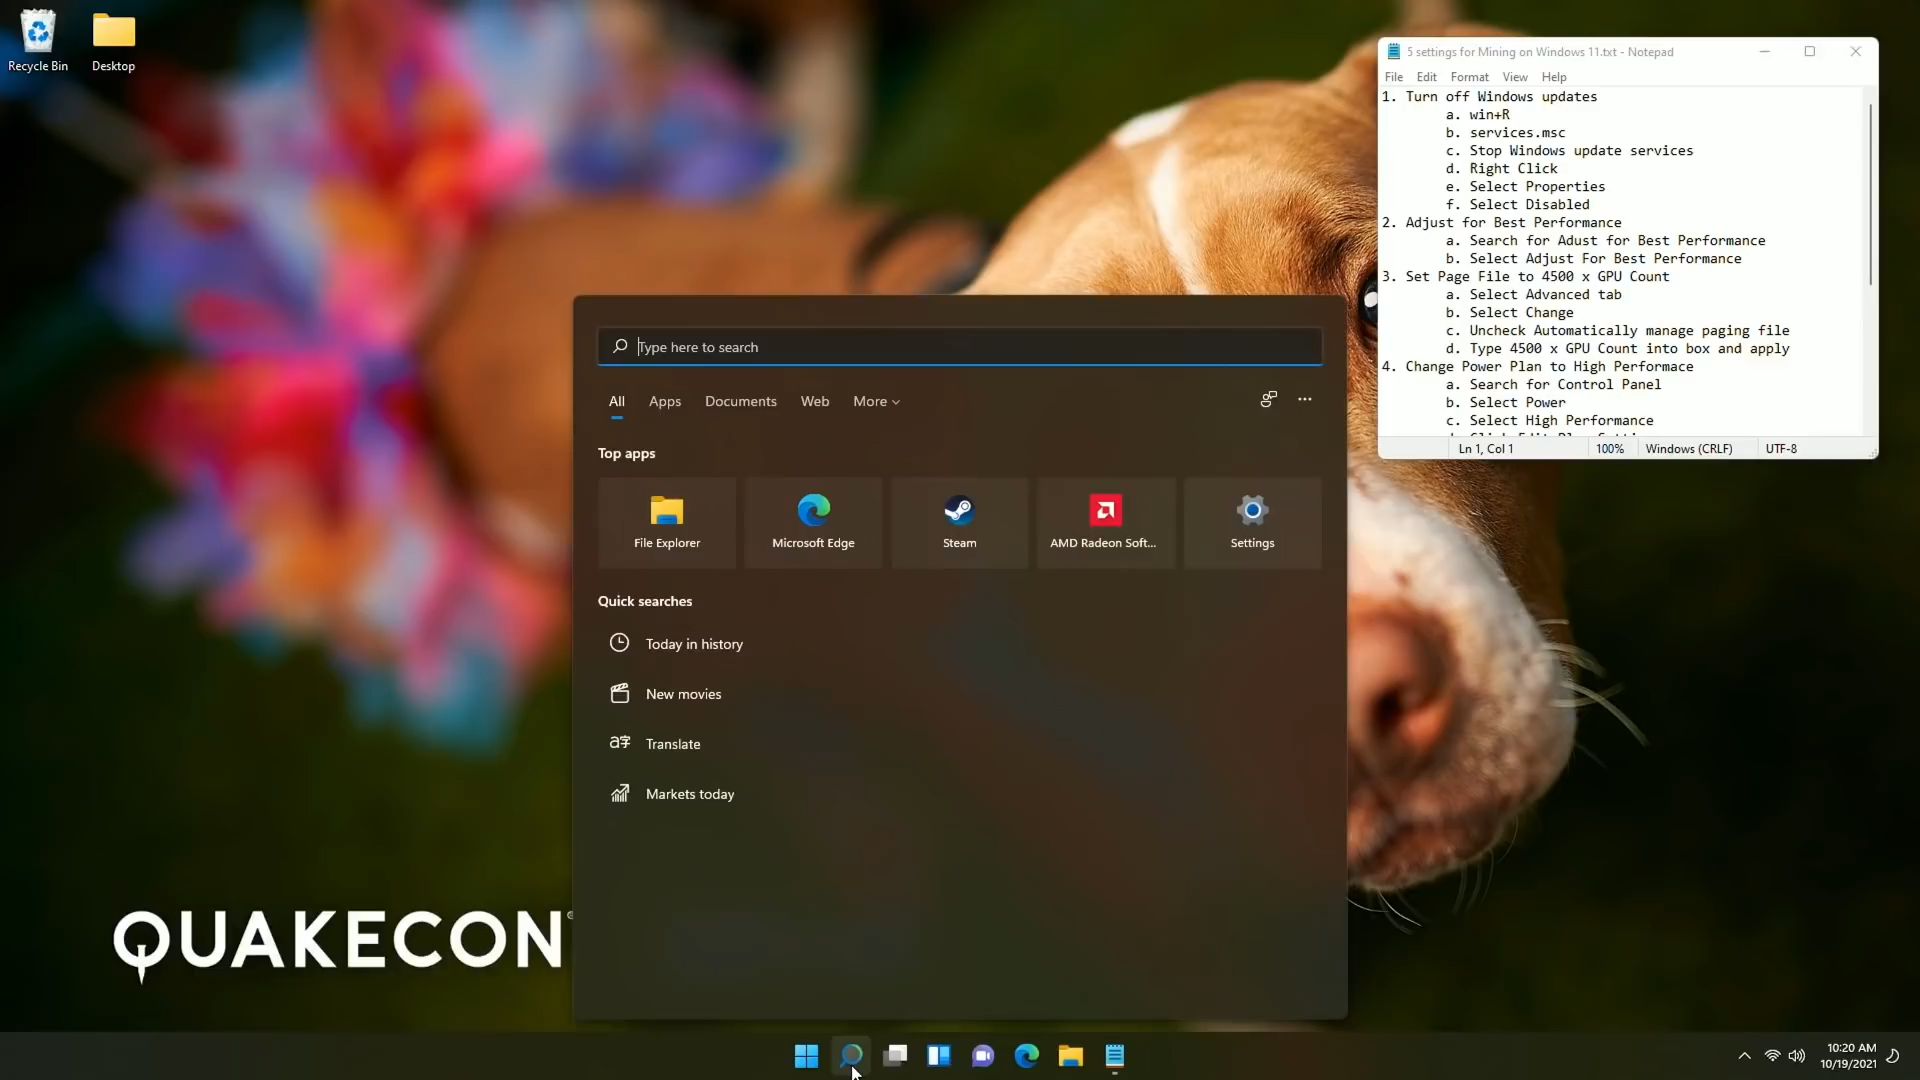 Recycle Bin
Desktop
5 settings for Mining on Windows 11.txt - Notepad
File Edit Format View Help
1. Turn off Windows updates
a. win+R
b. services.msc
c. Stop Windows update services
d. Right Click
e. Select Properties
f. Select Disabled
2. Adjust for Best Performance
a. Search for Adust for Best Performance
b. Select Adjust For Best Performance
3. Set Page File to 4500 x GPU Count
a. Select Advanced tab
b. Select Change
c. Uncheck Automatically manage paging file
d. Type 4500 x GPU Count into box and apply
4. Change Power Plan to High Performace
a. Search for Control Panel
b. Select Power
c. Select High Performance
Ln 1, Col 1 100% Windows (CRLF) UTF-8
Type here to search
All Apps Documents Web More
Top apps
File Explorer
Microsoft Edge
Steam
AMD Radeon Soft...
Settings
Quick searches
Today in history
New movies
Translate
Markets today
QUAKECON
10:20 AM
10/19/2021